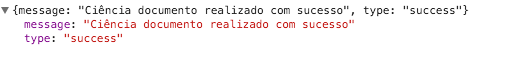 {message: "Ciência documento realizado com sucesso", type: "success"}
message: "Ciência documento realizado com sucesso"
type: "success"